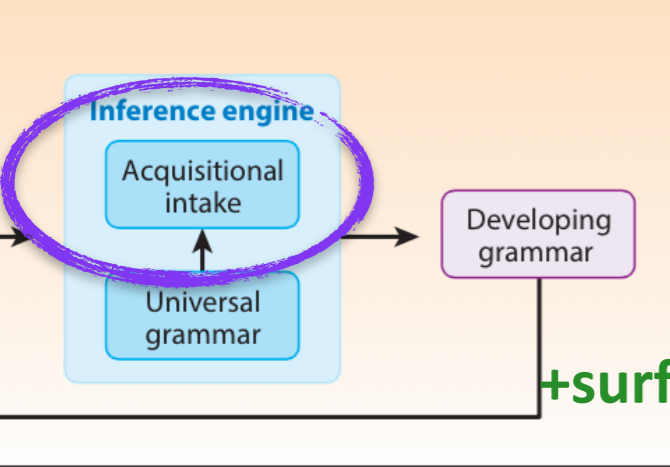 Inference engine
Acquisitional
intake
Developing
grammar
Universal
grammar
+surf